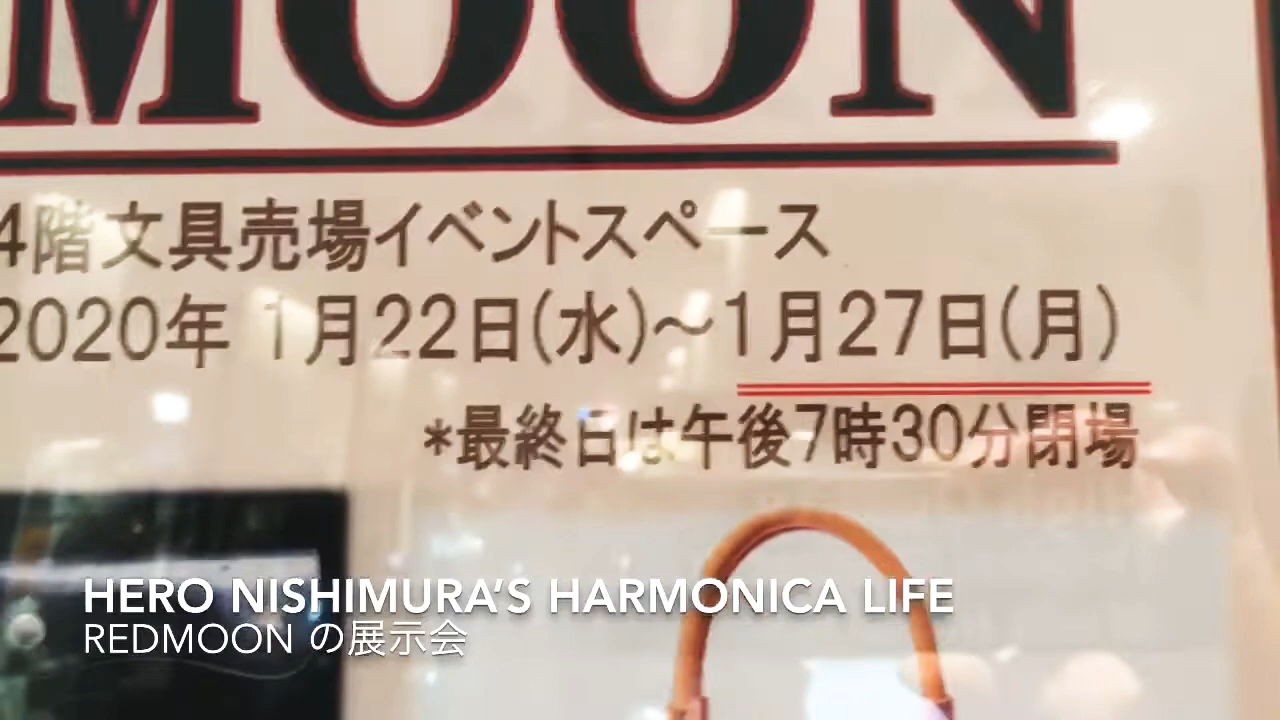 MOON
4階文具売場イベントスペース
2020年 1月22日(水)～1月27日(月)
*最終日は午後7時30分閉場
HERO NISHIMURA'S HARMONICA LIFE
REDMOON の展示会